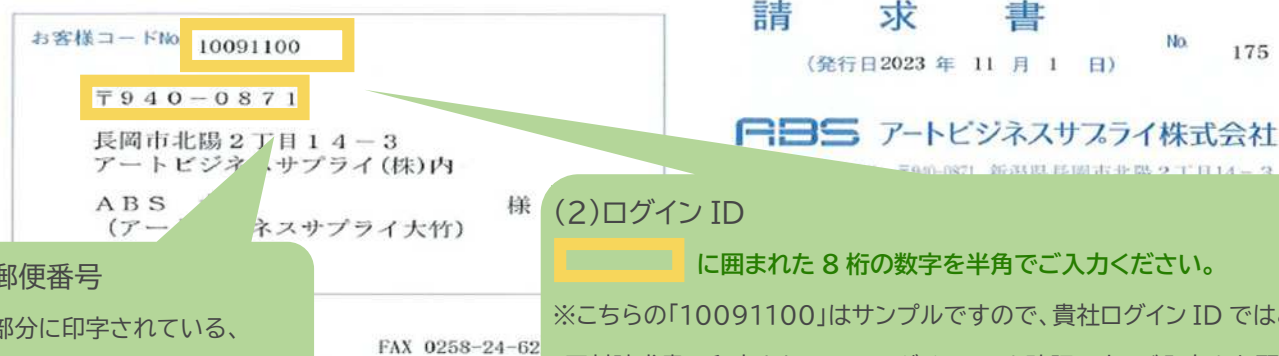 請 求 書
お客様コードNo 10091100
(発行日2023 年 11 月 1 日)
No. 175
〒940-0871
長岡市北陽2丁目14-3
アートビジネスサプライ(株)内
ABS アートビジネスサプライ株式会社
ABS
様
ネスサプライ大竹)
(2)ログイン ID
に囲まれた 8 桁の数字を半角でご入力ください。
※こちらの「10091100」はサンプルですので、貴社ログイン ID では
郵便番号
部分に印字されている、
FAX 0258-24-62